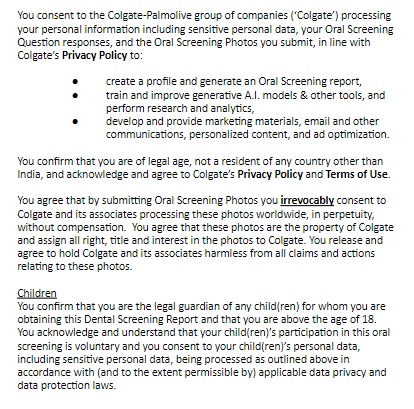 You consent to the Colgate-Palmolive group of companies (‘Colgate’) processing
your personal information including sensitive personal data, your Oral Screening
Question responses, and the Oral Screening Photos you submit, in line with
Colgate’s Privacy Policy to:
• create a profile and generate an Oral Screening report,
• train and improve generative A.I. models & other tools, and
perform research and analytics,
• develop and provide marketing materials, email and other
communications, personalized content, and ad optimization.
You confirm that you are of legal age, not a resident of any country other than
India, and acknowledge and agree to Colgate’s Privacy Policy and Terms of Use.
You agree that by submitting Oral Screening Photos you irrevocably consent to
Colgate and its associates processing these photos worldwide, in perpetuity,
without compensation. You agree that these photos are the property of Colgate
and assign all right, title and interest in the photos to Colgate. You release and
agree to hold Colgate and its associates harmless from all claims and actions
relating to these photos.
Children
You confirm that you are the legal guardian of any child(ren) for whom you are
obtaining this Dental Screening Report and that you are above the age of 18.
You acknowledge and understand that your child(ren)’s participation in this oral
screening is voluntary and you consent to your child(ren)’s personal data,
including sensitive personal data, being processed as outlined above in
accordance with (and to the extent permissible by) applicable data privacy and
data protection laws.